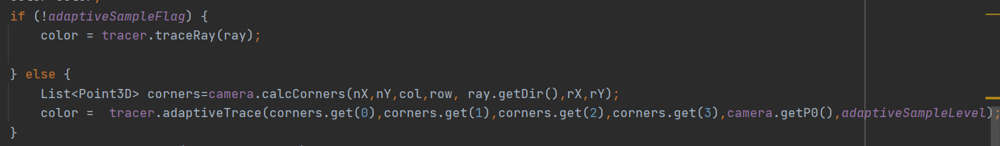 if (!adaptiveSampleFlag) {
color = tracer.traceRay(ray);
} else {
List<Point3D> corners=camera.calcCorners(nX,nY,col,row, ray.getDir(),rX,rY);
color =  tracer.adaptiveTrace(corners.get(0),corners.get(1),corners.get(2),corners.get(3),camera.getP0(),adaptiveSampleLevel);
}